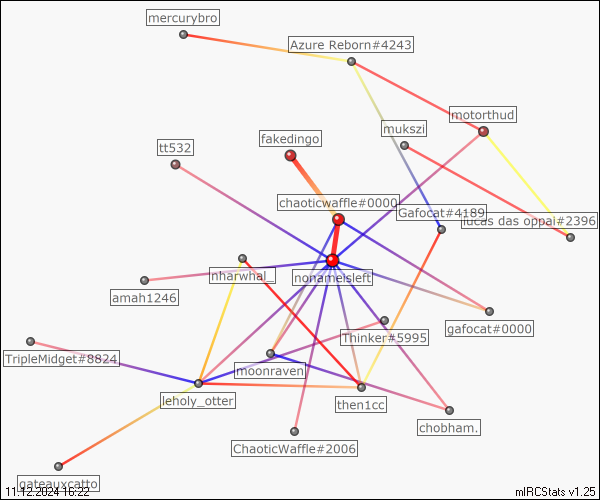 mercurybro
Azure Reborn#4243
motorthud
mukszi
fakedingo
tt532
chaoticwaffle#0000
Gafocat#4189
lucas das oppai#2396
nharwhal_
nonameisleft
amah1246
gafocat#0000
Thinker#5995
TripleMidget#8824
moonraven
leholy_otter
then1cc
chobham.
ChaoticWaffle#2006
gateauxcatto
11.12.2024 16:22
mIRCStats v1.25